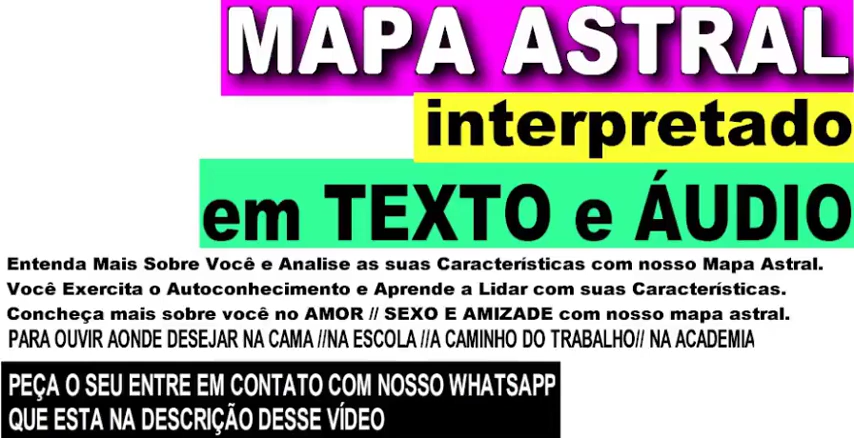 MAPA ASTRAL
interpretado
em TEXTO e ÁUDIO
Entenda Mais Sobre Você e Analise as suas Características com nosso Mapa Astral.
Você Exercita o Autoconhecimento e Aprende a Lidar com suas Características.
Concheça mais sobre você no AMOR // SEXO E AMIZADE com nosso mapa astral.
PARA OUVIR AONDE DESEJAR NA CAMA //NA ESCOLA //A CAMINHO DO TRABALHO// NA ACADEMIA
PEÇA O SEU ENTRE EM CONTATO COM NOSSO WHATSAPP
QUE ESTA NA DESCRIÇÃO DESSE VÍDEO